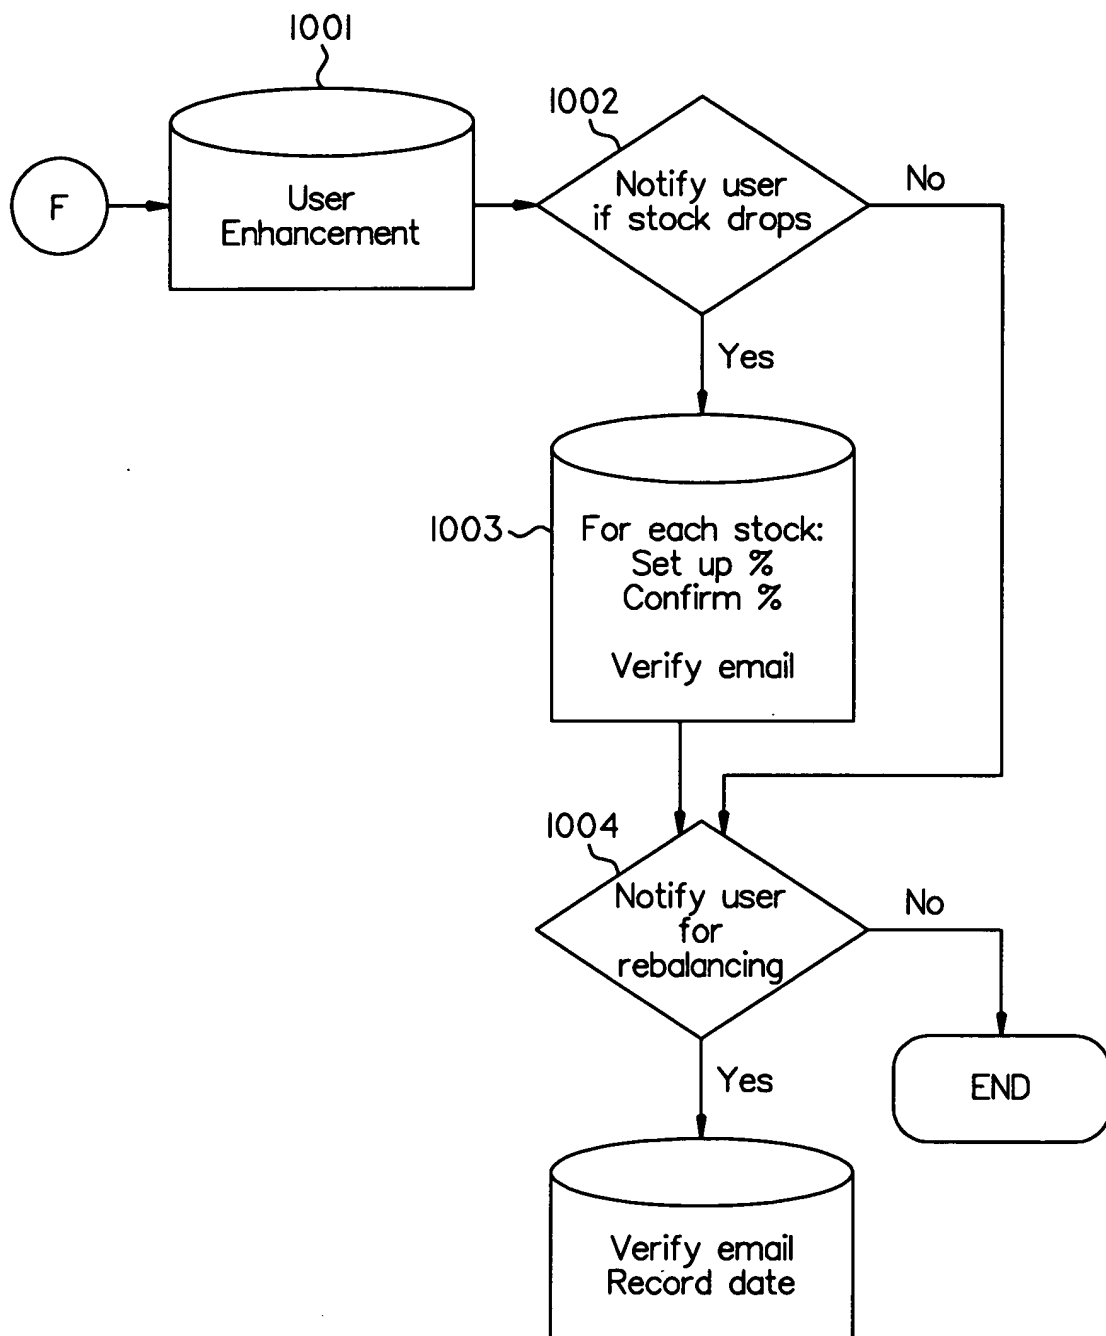 1001
1002
F
User
Enhancement
Notify user
if stock drops
No
Yes
1003
For each stock:
Set up %
Confirm %
Verify email
1004
Notify user
for
rebalancing
No
Yes
END
Verify email
Record date